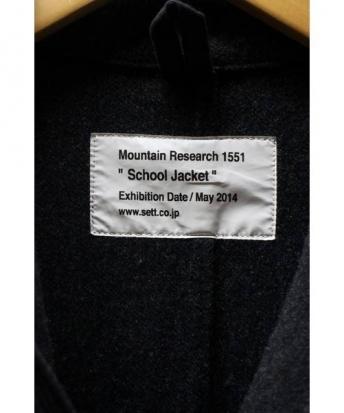 Mountain Research 1551
" School Jacket "
Exhibition Date / May 2014
www.sett.co.jp